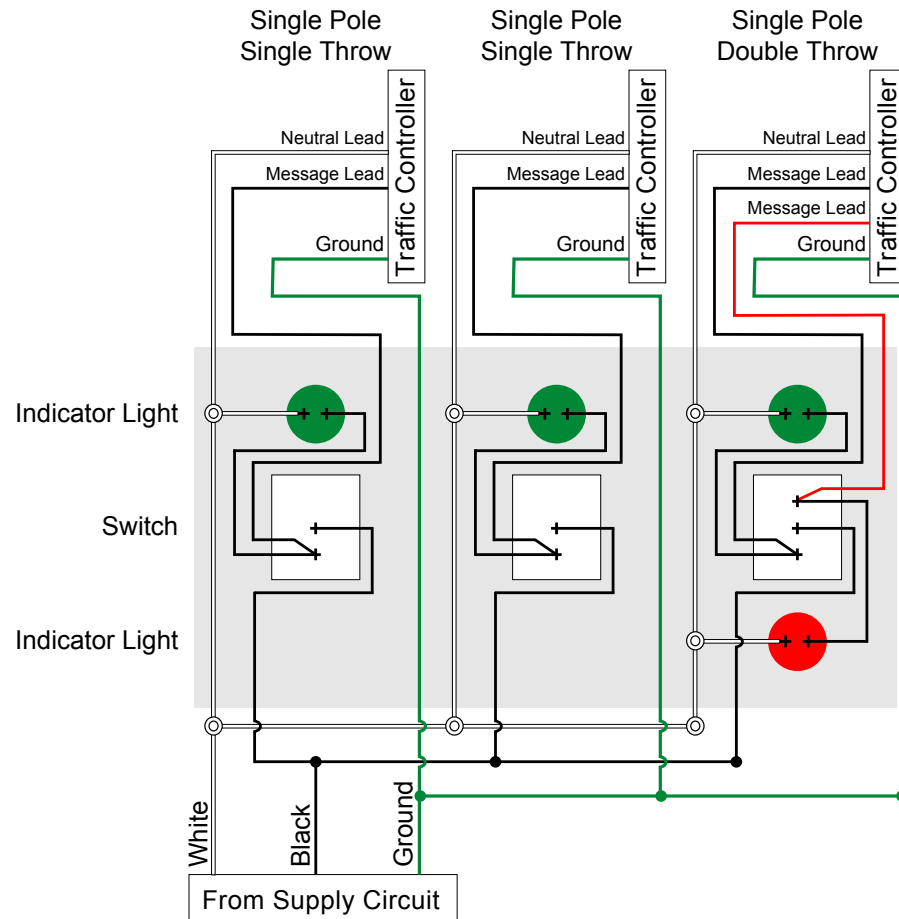 Single Pole
Single Throw
Single Pole
Single Throw
Single Pole
Double Throw
Neutral Lead
Message Lead
Ground
Traffic Controller
Neutral Lead
Message Lead
Ground
Traffic Controller
Neutral Lead
Message Lead
Message Lead
Ground
Traffic Controller
Indicator Light
Switch
Indicator Light
White
Black
Ground
From Supply Circuit